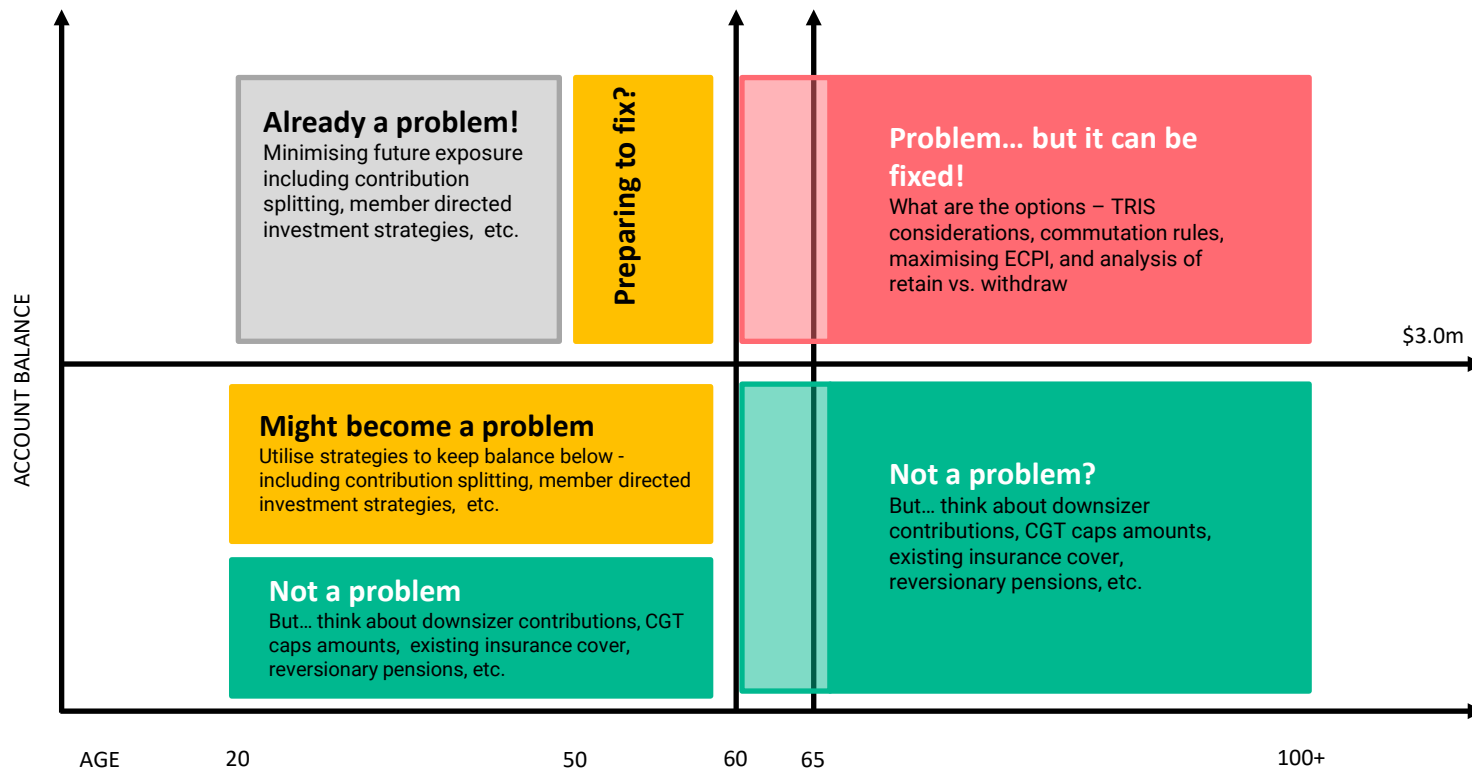 Already a problem!
Minimising future exposure
including contribution
splitting, member directed
investment strategies, etc.
Preparing to fix?
Problem... but it can be
fixed!
What are the options – TRIS
considerations, commutation rules,
maximising ECPI, and analysis of
retain vs. withdraw
$3.0m
ACCOUNT BALANCE
Might become a problem
Utilise strategies to keep balance below -
including contribution splitting, member directed
investment strategies, etc.
Not a problem
But... think about downsizer contributions, CGT
caps amounts, existing insurance cover,
reversionary pensions, etc.
Not a problem?
But... think about downsizer
contributions, CGT caps amounts,
existing insurance cover,
reversionary pensions, etc.
AGE 20 50 60 65 100+